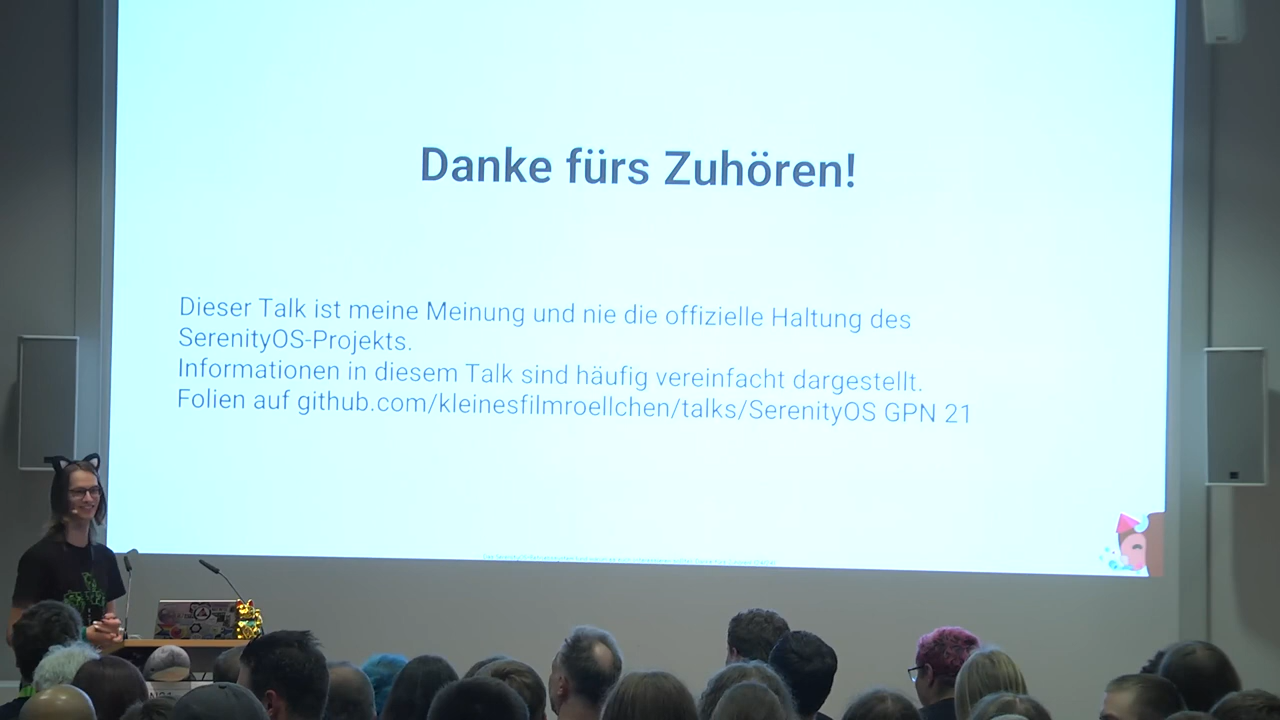 Danke fürs Zuhören!
Dieser Talk ist meine Meinung und nie die offizielle Haltung des
SerenityOS-Projekts.
Informationen in diesem Talk sind häufig vereinfacht dargestellt.
Folien auf github.com/kleinesfilmroellchen/talks/SerenityOS GPN 21